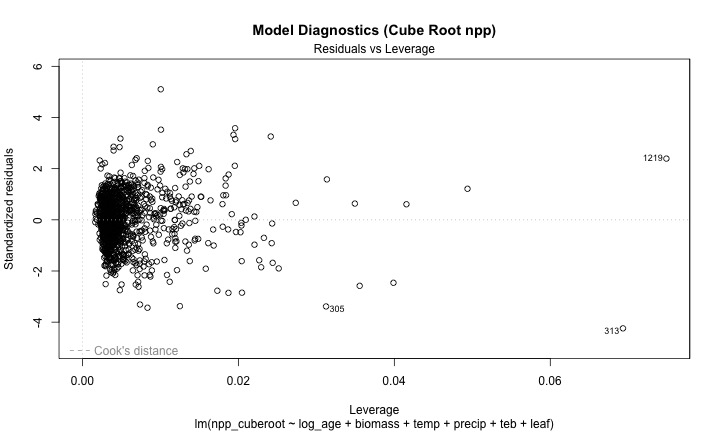 Model Diagnostics (Cube Root npp)
Residuals vs Leverage
6
4
2
0
-2
-4
Standardized residuals
1219
305
313
Cook's distance
0.00 0.02 0.04 0.06
Leverage
lm(npp_cuberoot ~ log_age + biomass + temp + precip + teb + leaf)